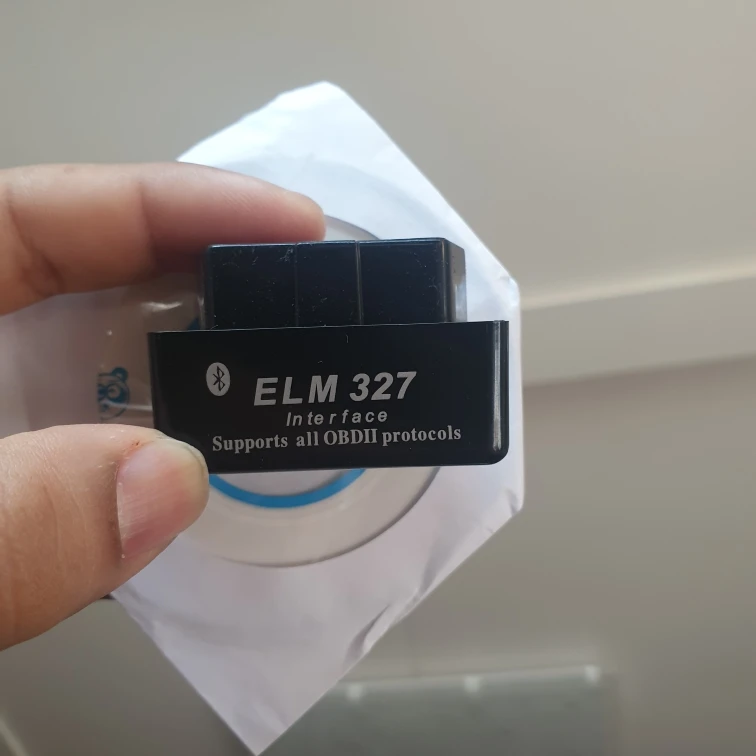 ELM 327
Interface
Supports all OBDII protocols